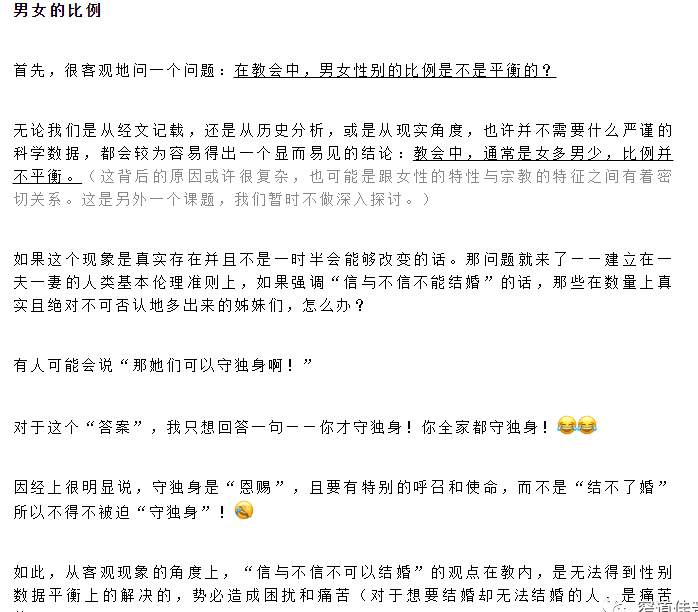 男女的比例
首先，很客观地问一个问题：在教会中，男女性别的比例是不是平衡的？
无论我们是从经文记载，还是从历史分析，或是从现实角度，也许并不需要什么严谨的
科学数据，都会较为容易得出一个显而易见的结论：教会中，通常是女多男少，比例并
不平衡。（这背后的原因或许很复杂，也可能是跟女性的特性与宗教的特征之间有着密
切关系。这是另外一个课题，我们暂时不做深入探讨。）
如果这个现象是真实存在并且不是一时半会能够改变的话。那问题就来了－－建立在一
夫一妻的人类基本伦理准则上，如果强调“信与不信不能结婚”的话，那些在数量上真
实且绝对不可否认地多出来的姊妹们，怎么办？
有人可能会说“那她们可以守独身啊！”
对于这个“答案”，我只想回答一句－－你才守独身！你全家都守独身！😂😂
因经上很明显说，守独身是“恩赐”，且要有特别的呼召和使命，而不是“结不了婚”
所以不得不被迫“守独身”！🤣
如此，从客观现象的角度上，“信与不信不可以结婚”的观点在教内，是无法得到性别
数据平衡上的解决的，势必造成困扰和痛苦（对于想要结婚却无法结婚的人，是痛苦